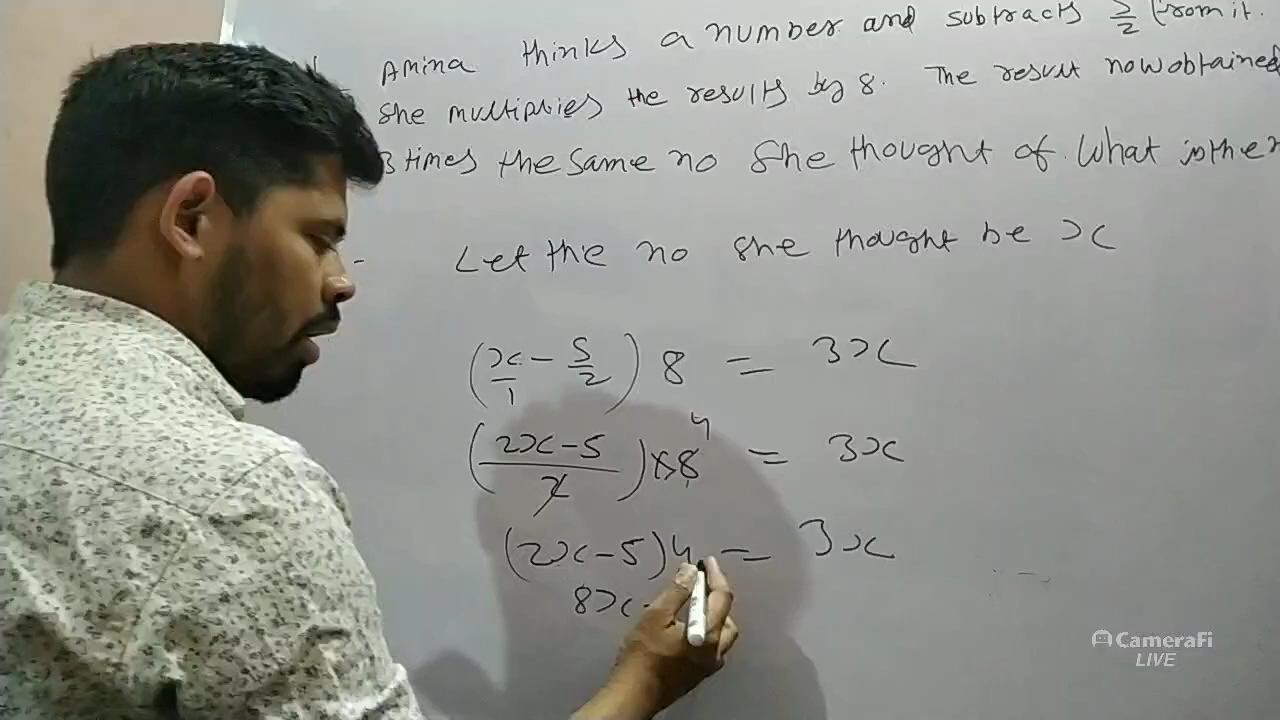 Amina thinks a number and subtracts 5/2 from it.
She multiplies the results by 8. The result now obtained
3 times the same no She thought of. What is the
- Let the no she thought be x
(x/1 - 5/2) 8 = 3x
(2x-5/2)×8 4 = 3x
(2x-5)4 = 3x
8x-
CameraFi
LIVE